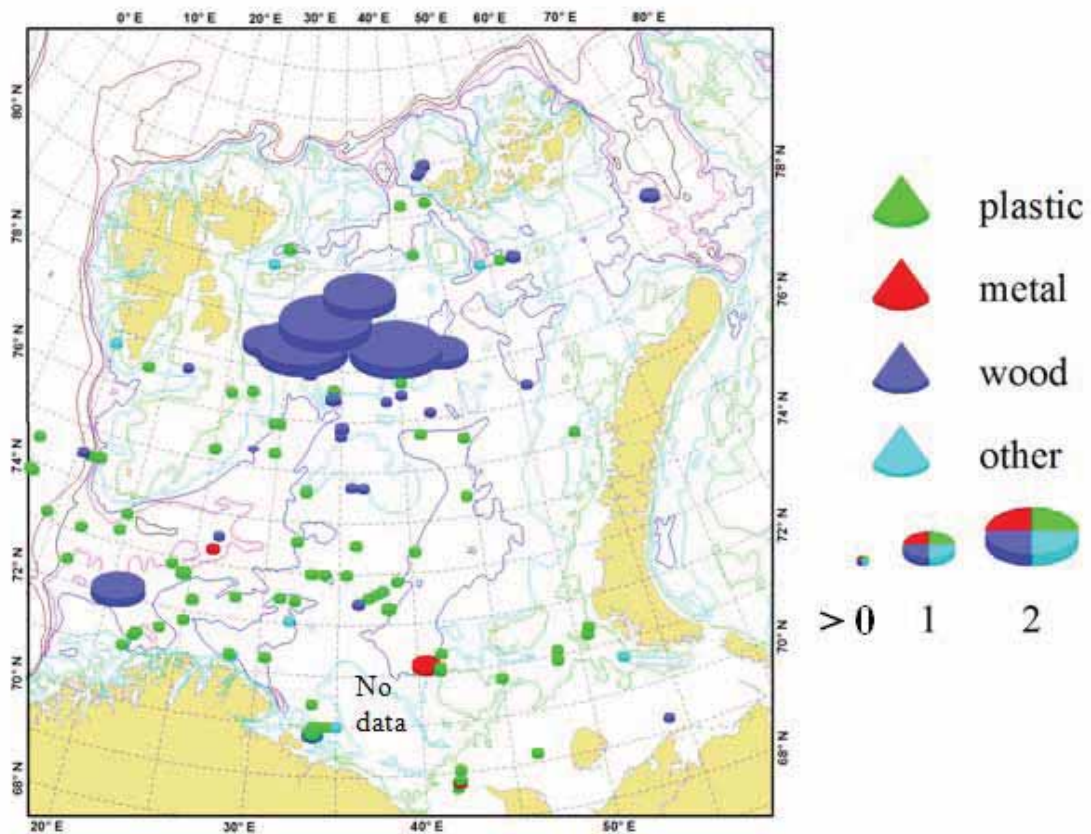 0° E 10° E 20° E 30° E 40° E 50° E 60° E 70° E 80° E
80° N
78° N
76° N
74° N
72° N
70° N
68° N
78° N
76° N
74° N
72° N
70° N
68° N
No
data
20° E 30° E 40° E 50° E
plastic
metal
wood
other
> 0 1 2